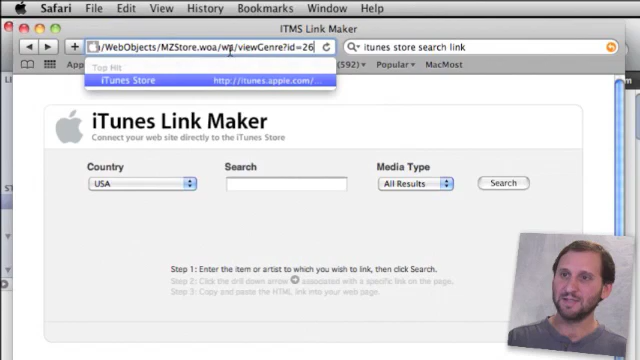 Safari File Edit View History Bookmarks Window Help
ITMS Link Maker
/WebObjects/MZStore.woa/wa/viewGenre?id=26
itunes store search link
(592) Popular MacMost
Top Hit
iTunes Store http://itunes.apple.com/...
iTunes Link Maker
Connect your web site directly to the iTunes Store
Country Search Media Type
USA All Results Search
Step 1: Enter the item or artist to which you wish to link, then click Search.
Step 2: Click the drill down arrow associated with a specific link on the page.
Step 3: Copy and paste the HTML link into your web page.